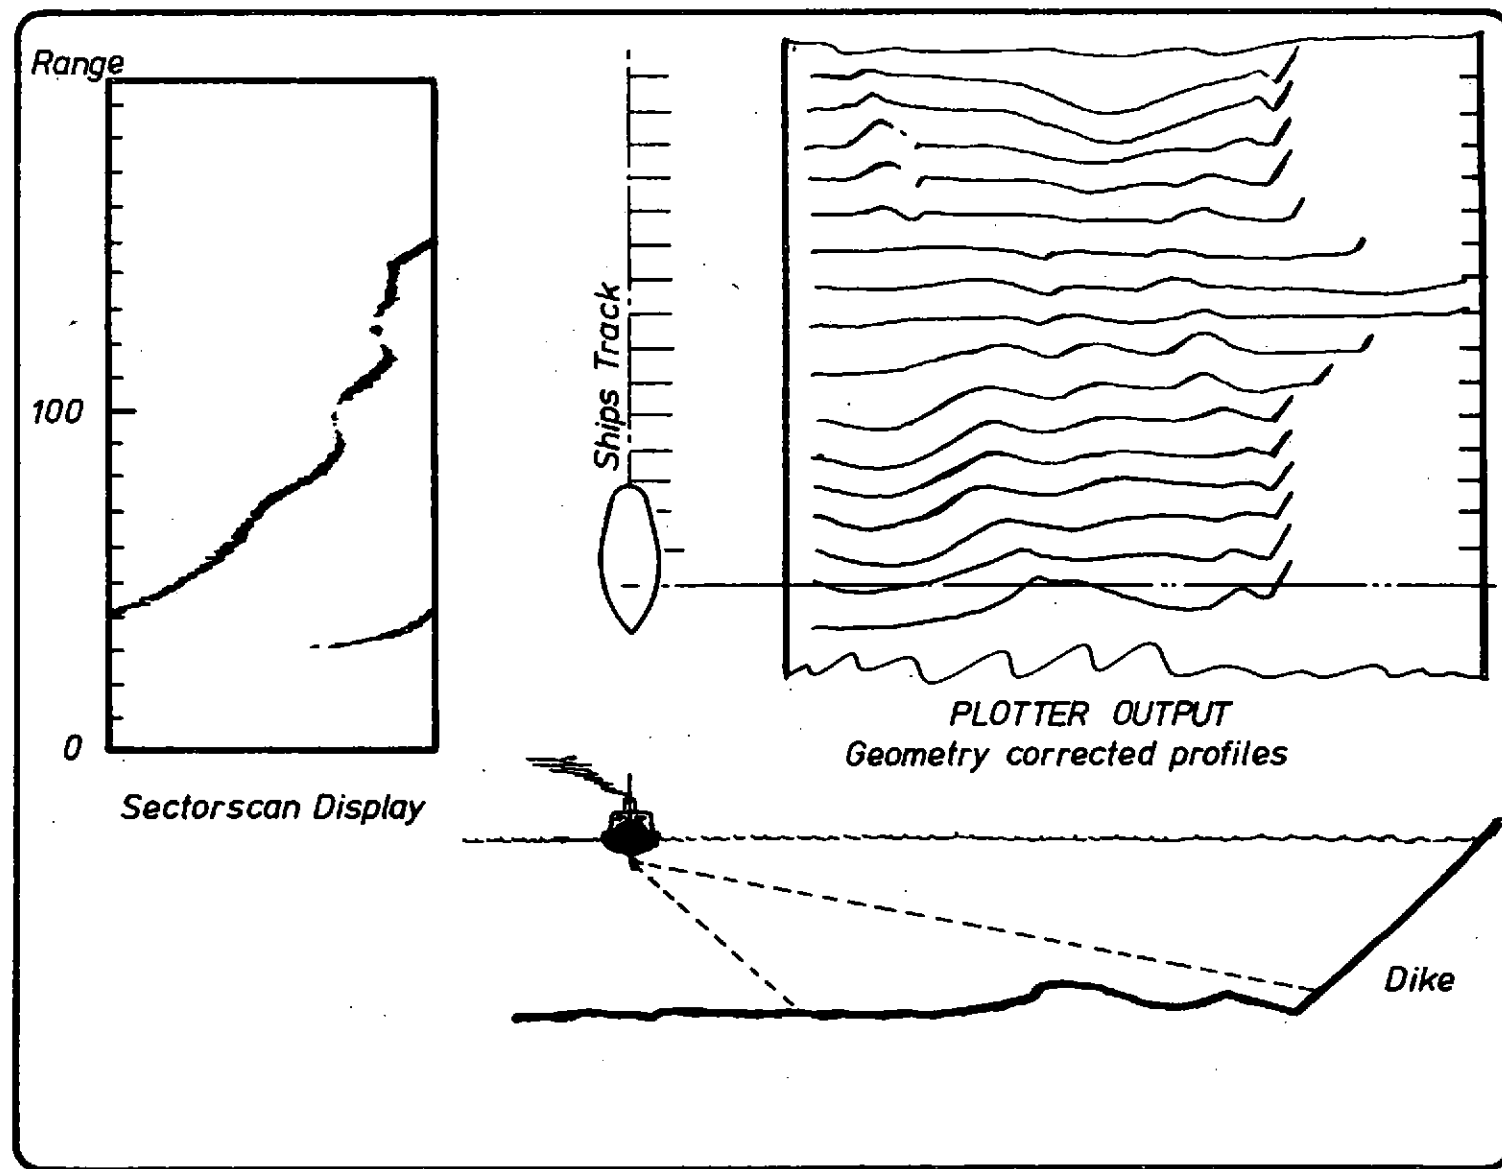 Range
100
0
Sectorscan Display
Ships Track
PLOTTER OUTPUT
Geometry corrected profiles
Dike